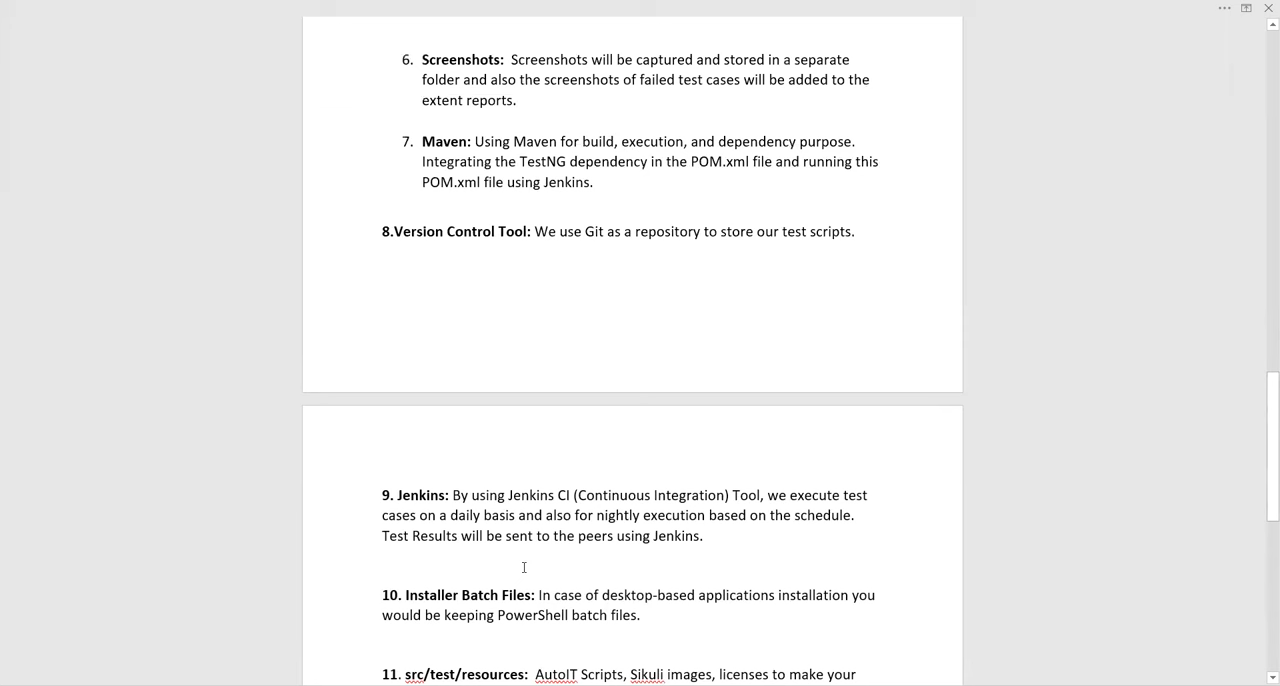 6. Screenshots: Screenshots will be captured and stored in a separate
folder and also the screenshots of failed test cases will be added to the
extent reports.
7. Maven: Using Maven for build, execution, and dependency purpose.
Integrating the TestNG dependency in the POM.xml file and running this
POM.xml file using Jenkins.
8.Version Control Tool: We use Git as a repository to store our test scripts.
9. Jenkins: By using Jenkins CI (Continuous Integration) Tool, we execute test
cases on a daily basis and also for nightly execution based on the schedule.
Test Results will be sent to the peers using Jenkins.
10. Installer Batch Files: In case of desktop-based applications installation you
would be keeping PowerShell batch files.
11. src/test/resources: AutoIT Scripts, Sikuli images, licenses to make your